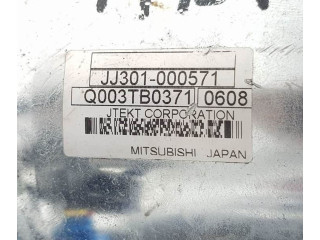 JJ301-000571
Q003TB0371 0608
JTEKT CORPORATION
MITSUBISHI JAPAN